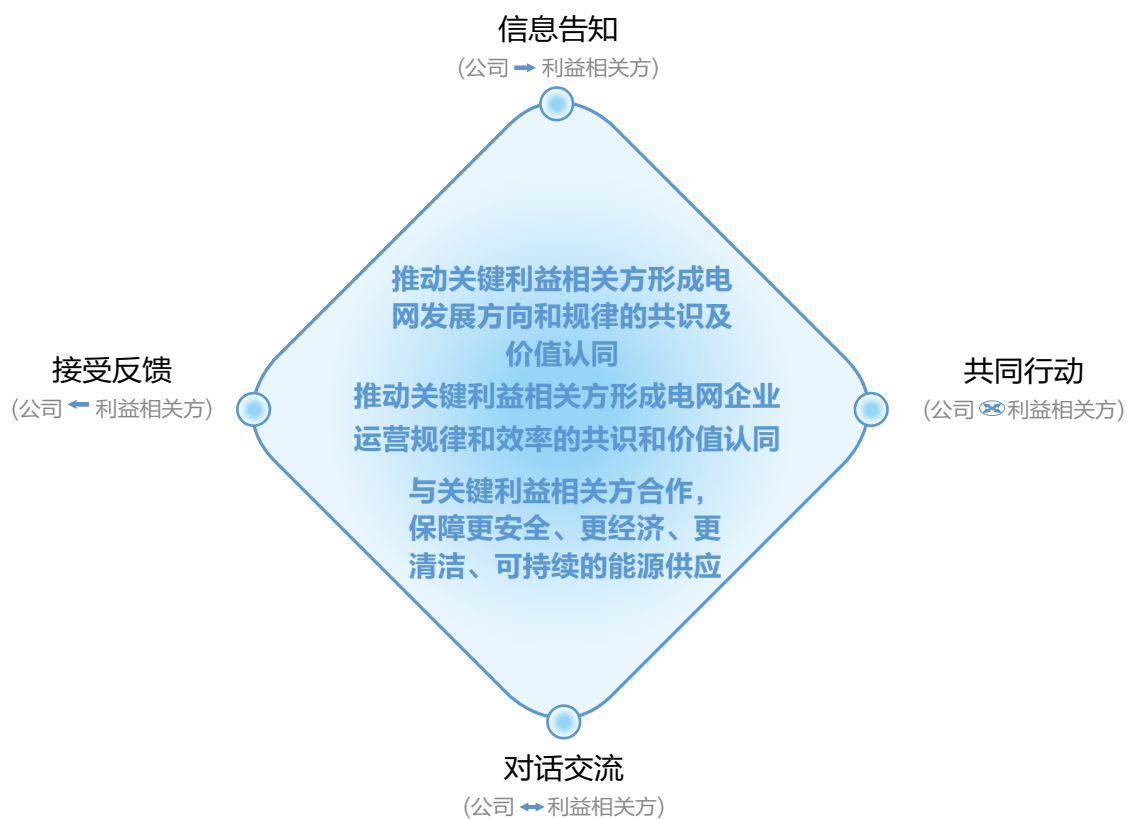 信息告知
(公司 → 利益相关方)
推动关键利益相关方形成电
网发展方向和规律的共识及
价值认同
接受反馈
(公司 ← 利益相关方)
共同行动
(公司 利益相关方)
推动关键利益相关方形成电网企业
运营规律和效率的共识和价值认同
与关键利益相关方合作，
保障更安全、更经济、更
清洁、可持续的能源供应
对话交流
(公司 ↔ 利益相关方)